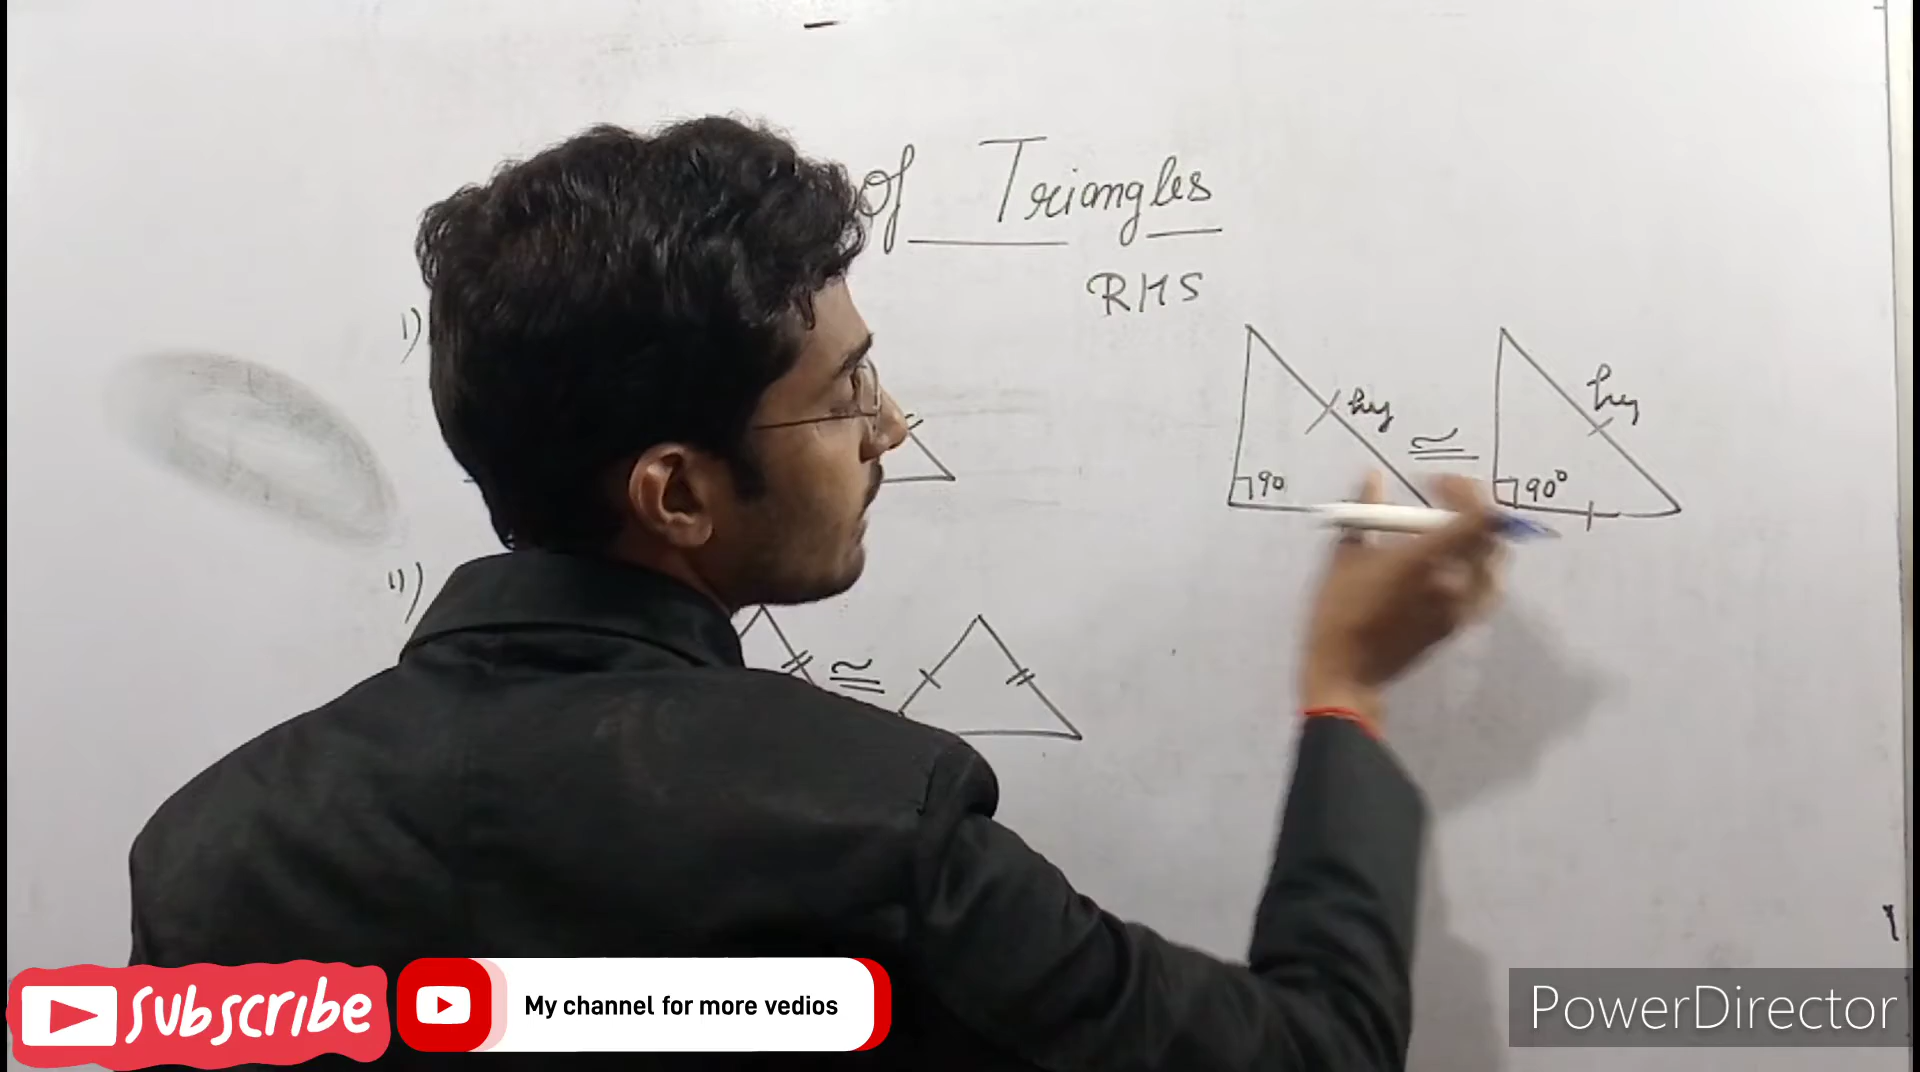 of Triangles
RHS
1)
hy
hy
≅
90
90°
11)
≅
Subscribe
My channel for more vedios
PowerDirector